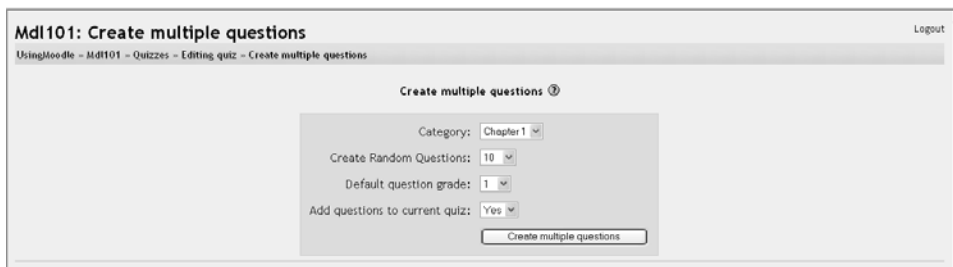 Mdl101: Create multiple questions
Logout
UsingMoodle – Mdl101 – Quizzes – Editing quiz – Create multiple questions
Create multiple questions ?
Category: Chapter 1
Create Random Questions: 10
Default question grade: 1
Add questions to current quiz: Yes
Create multiple questions